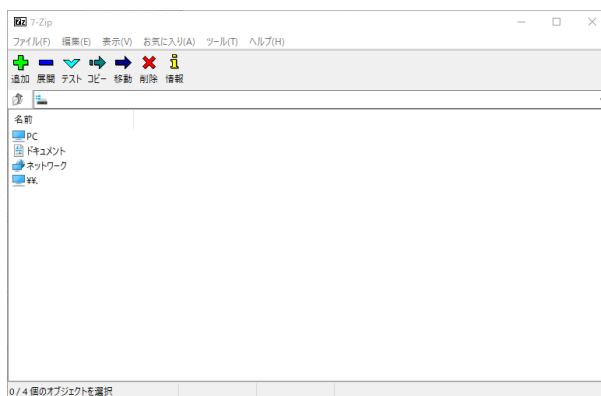 7z 7-Zip
ファイル(F) 編集(E) 表示(V) お気に入り(A) ツール(T) ヘルプ(H)
追加 展開 テスト コピー 移動 削除 情報
名前
PC
ドキュメント
ネットワーク
¥¥.
0 / 4 個のオブジェクトを選択